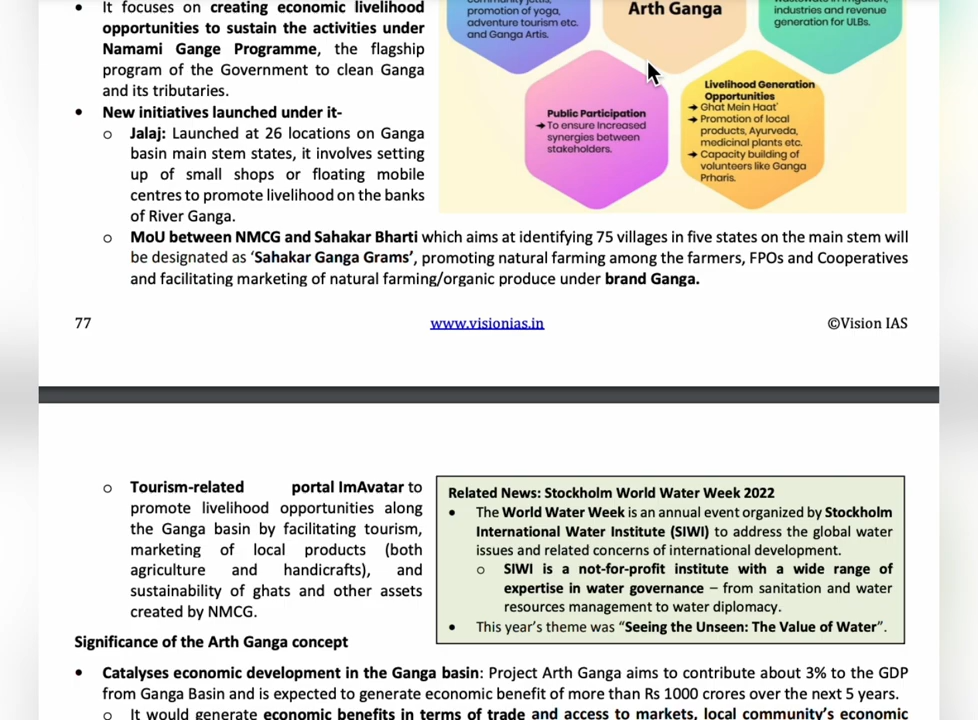 • It focuses on creating economic livelihood
opportunities to sustain the activities under
Namami Gange Programme, the flagship
program of the Government to clean Ganga
and its tributaries.
• New initiatives launched under it-
o Jalaj: Launched at 26 locations on Ganga
basin main stem states, it involves setting
up of small shops or floating mobile
centres to promote livelihood on the banks
of River Ganga.
promotion of yoga,
adventure tourism etc.
and Ganga Artis.
Arth Ganga
industries and revenue
generation for ULBs.
Public Participation
→ To ensure Increased
synergies between
stakeholders.
Livelihood Generation
Opportunities
→ Ghat Mein Haat'
→ Promotion of local
products, Ayurveda,
medicinal plants etc.
→ Capacity building of
volunteers like Ganga
Prharis.
o MoU between NMCG and Sahakar Bharti which aims at identifying 75 villages in five states on the main stem will
be designated as ‘Sahakar Ganga Grams’, promoting natural farming among the farmers, FPOs and Cooperatives
and facilitating marketing of natural farming/organic produce under brand Ganga.
77 www.visionias.in ©Vision IAS
o Tourism-related portal ImAvatar to
promote livelihood opportunities along
the Ganga basin by facilitating tourism,
marketing of local products (both
agriculture and handicrafts), and
sustainability of ghats and other assets
created by NMCG.
Related News: Stockholm World Water Week 2022
• The World Water Week is an annual event organized by Stockholm
International Water Institute (SIWI) to address the global water
issues and related concerns of international development.
o SIWI is a not-for-profit institute with a wide range of
expertise in water governance – from sanitation and water
resources management to water diplomacy.
• This year’s theme was “Seeing the Unseen: The Value of Water”.
Significance of the Arth Ganga concept
• Catalyses economic development in the Ganga basin: Project Arth Ganga aims to contribute about 3% to the GDP
from Ganga Basin and is expected to generate economic benefit of more than Rs 1000 crores over the next 5 years.
o It would generate economic benefits in terms of trade and access to markets, local community’s economic